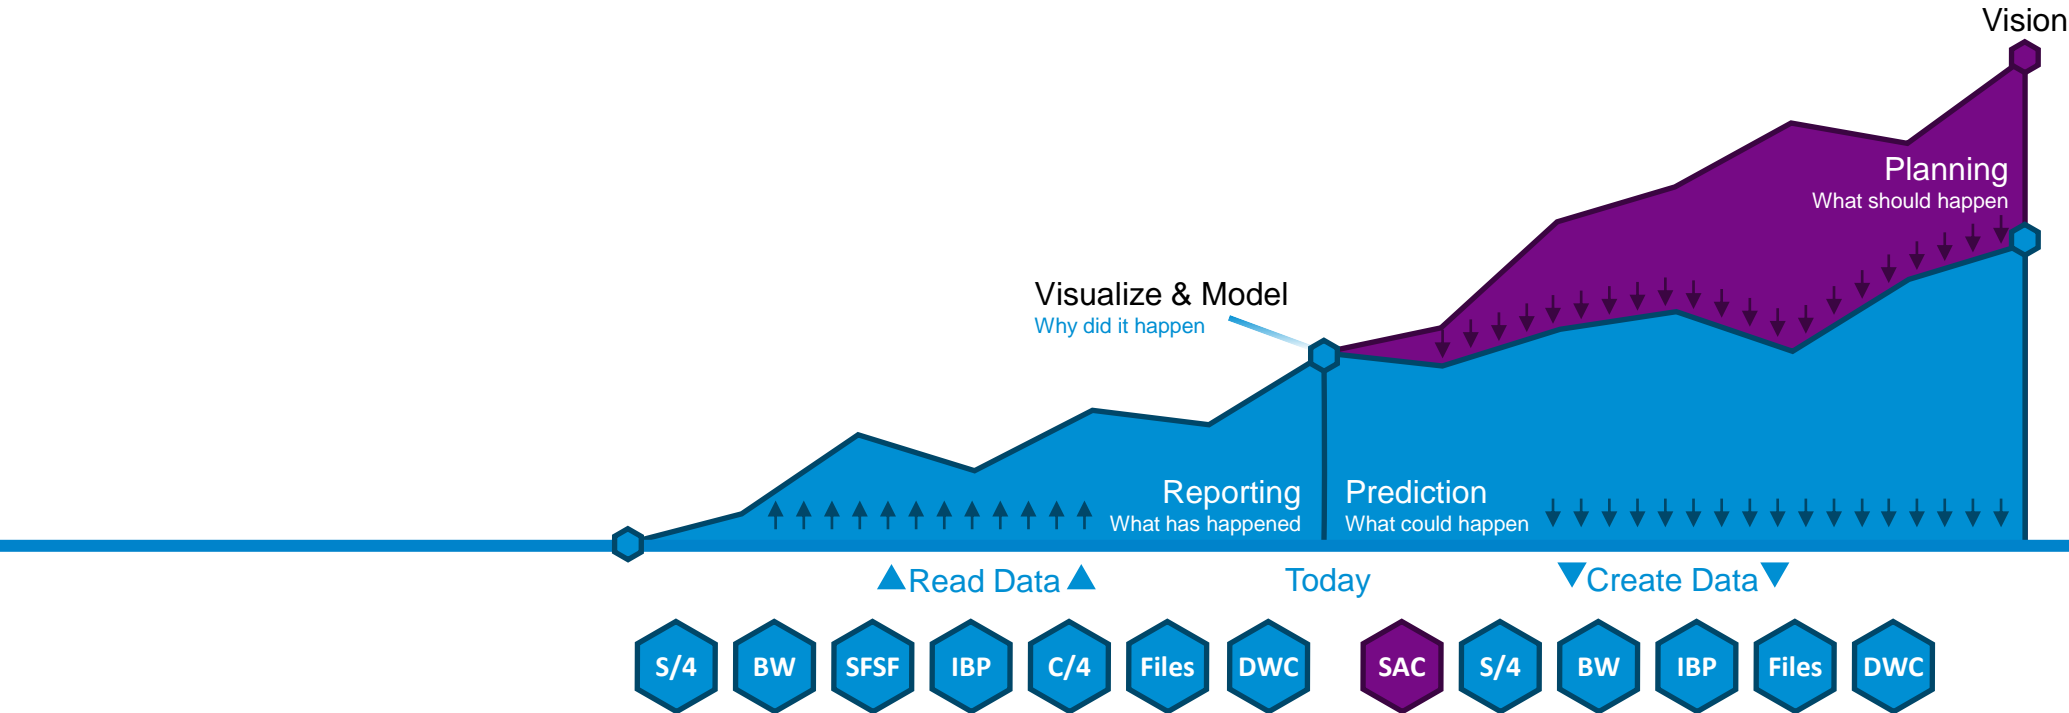 Vision
Planning
What should happen
Visualize & Model
Why did it happen
Reporting
What has happened
Prediction
What could happen
Read Data
Today
Create Data
S/4
BW
SFSF
IBP
C/4
Files
DWC
SAC
S/4
BW
IBP
Files
DWC